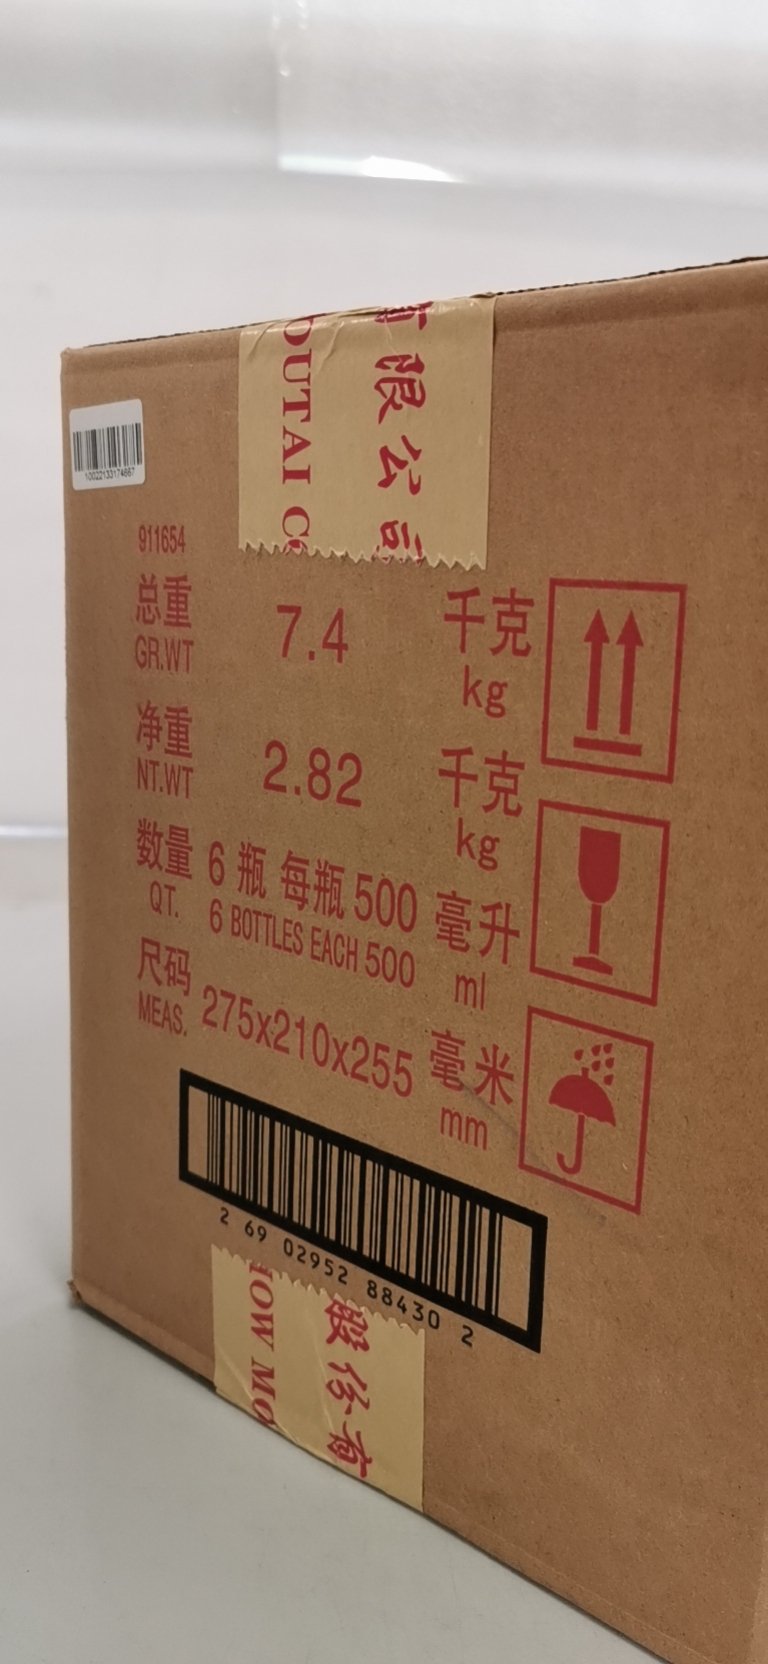 有限公司
OUTAI CO
10022133174667
911654
总重 7.4 千克
GR.WT kg
净重 2.82 千克
NT.WT kg
数量 6 瓶 每瓶 500 毫升
QT. 6 BOTTLES EACH 500 ml
尺码 275x210x255 毫米
MEAS. mm
2 69 02952 88430 2
HOW MO
股份有